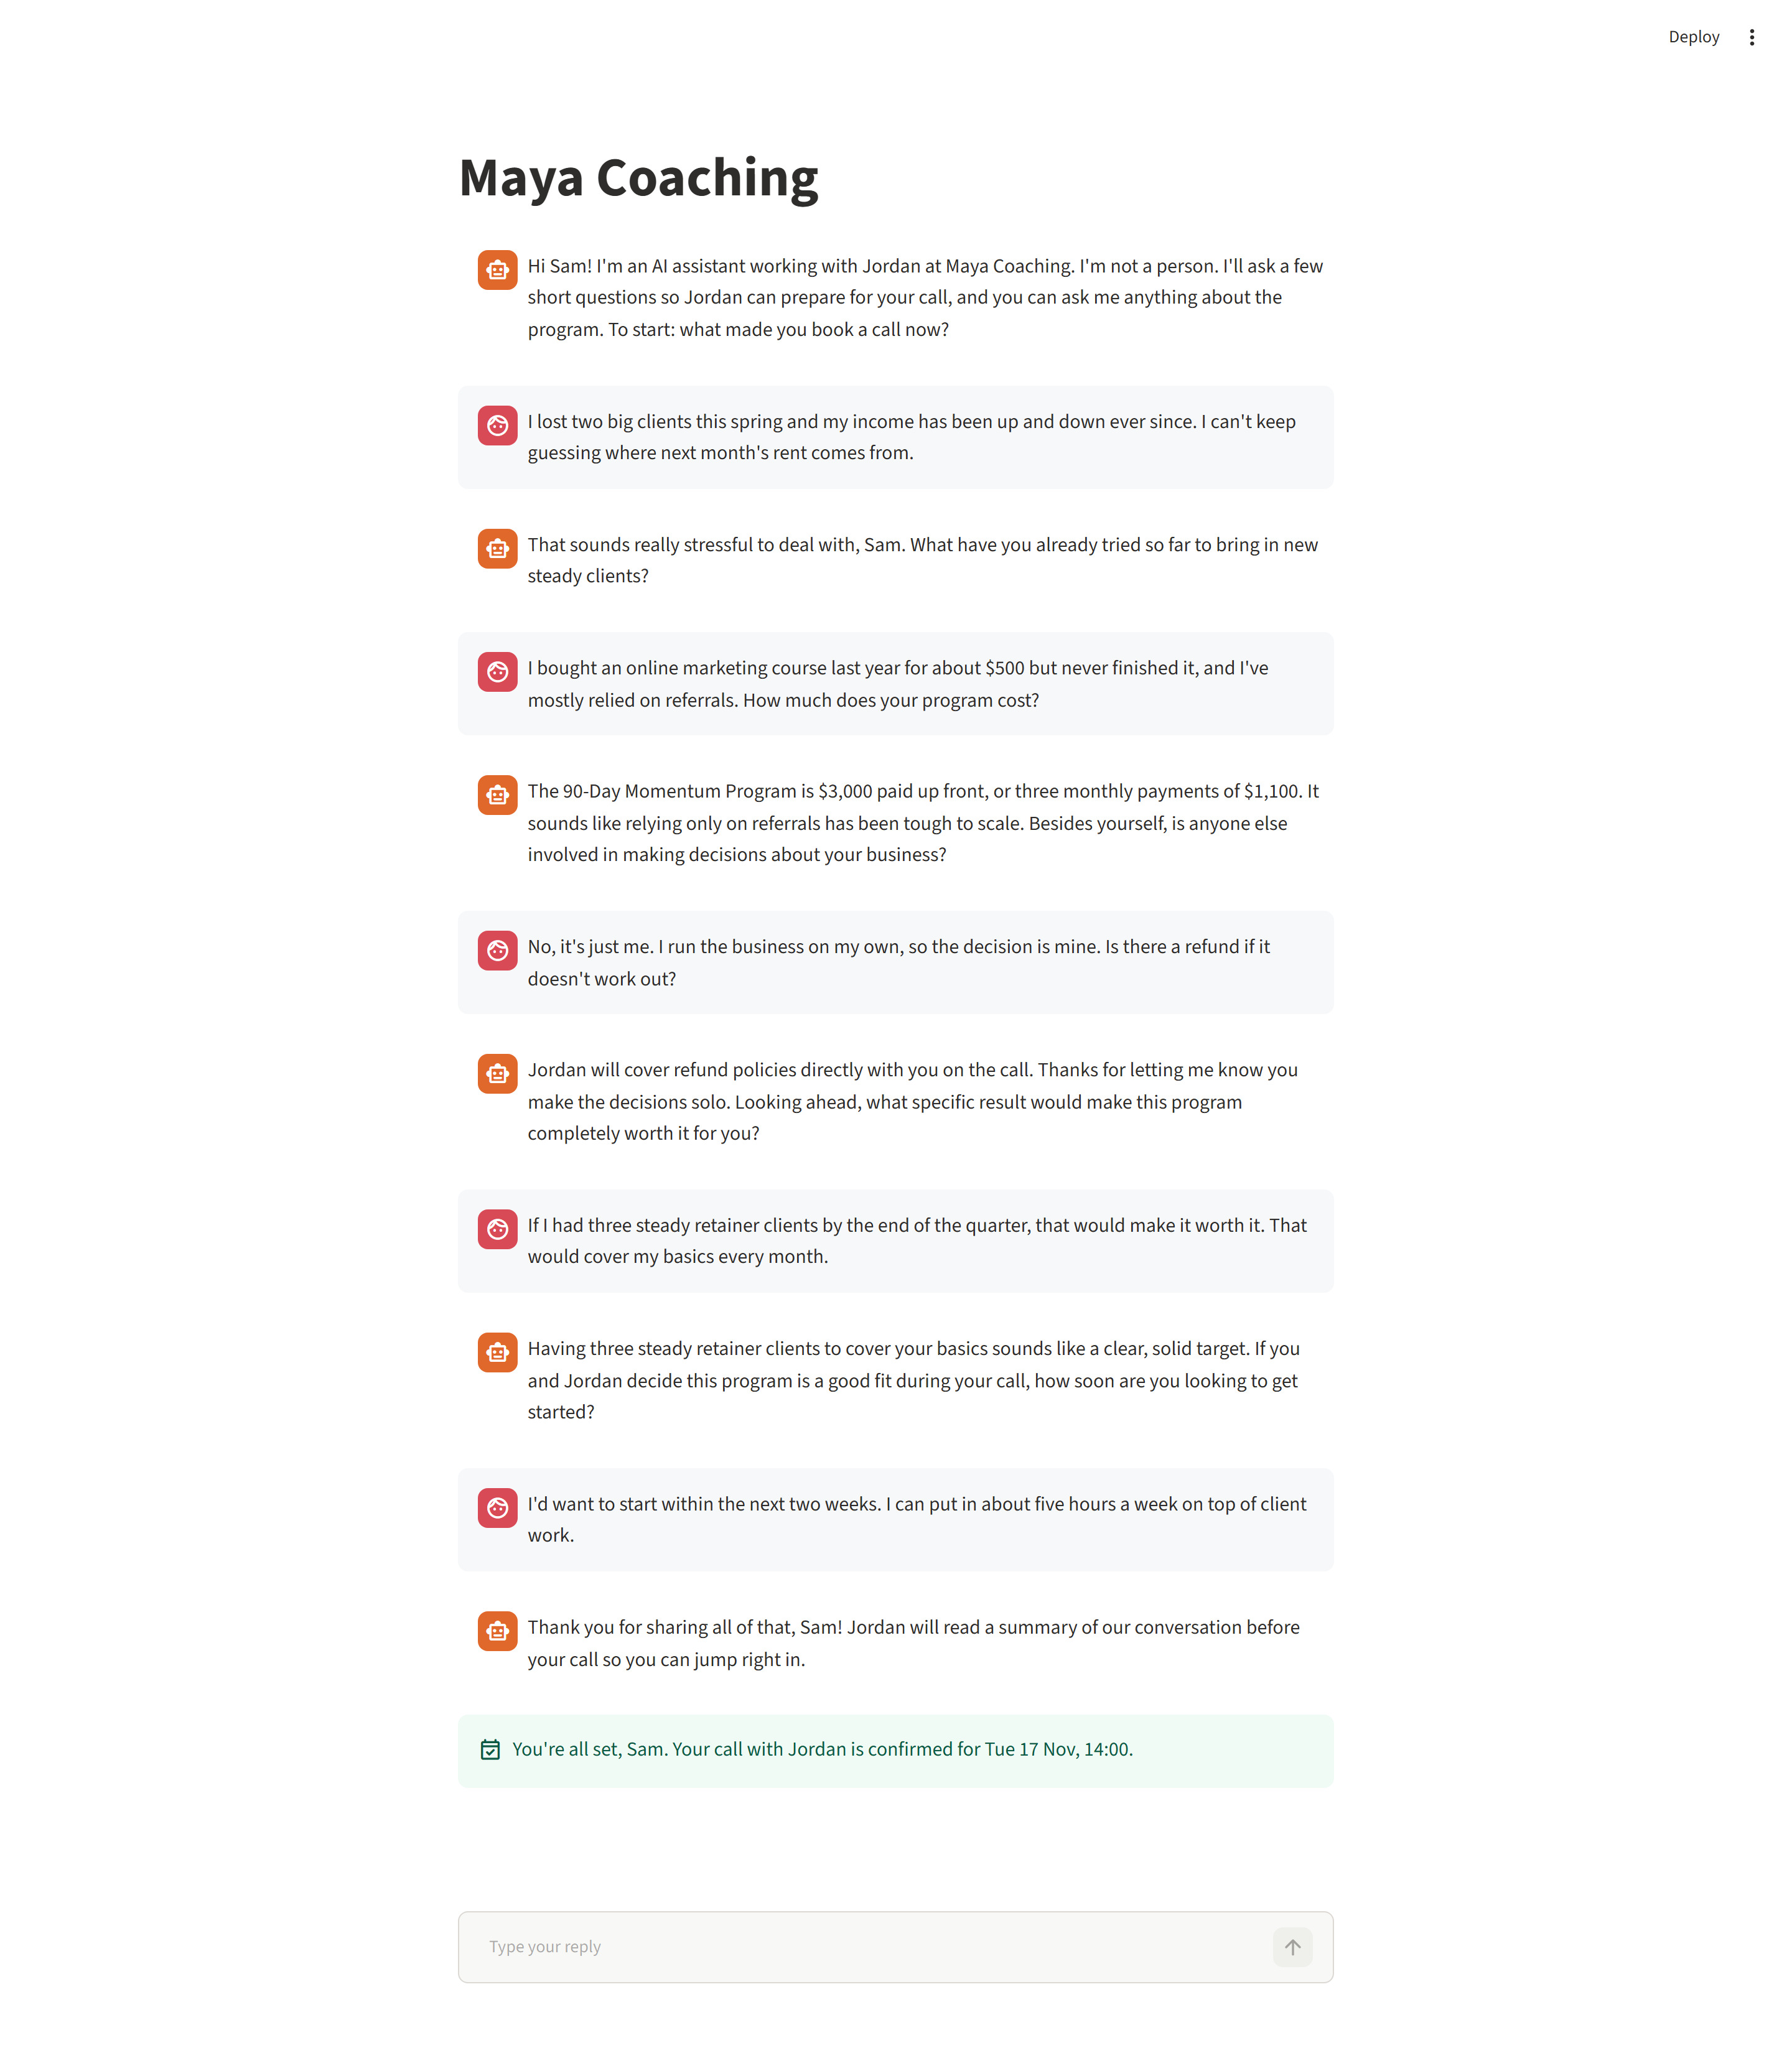 Deploy
Maya Coaching
Hi Sam! I'm an AI assistant working with Jordan at Maya Coaching. I'm not a person. I'll ask a few
short questions so Jordan can prepare for your call, and you can ask me anything about the
program. To start: what made you book a call now?
I lost two big clients this spring and my income has been up and down ever since. I can't keep
guessing where next month's rent comes from.
That sounds really stressful to deal with, Sam. What have you already tried so far to bring in new
steady clients?
I bought an online marketing course last year for about $500 but never finished it, and I've
mostly relied on referrals. How much does your program cost?
The 90-Day Momentum Program is $3,000 paid up front, or three monthly payments of $1,100. It
sounds like relying only on referrals has been tough to scale. Besides yourself, is anyone else
involved in making decisions about your business?
No, it's just me. I run the business on my own, so the decision is mine. Is there a refund if it
doesn't work out?
Jordan will cover refund policies directly with you on the call. Thanks for letting me know you
make the decisions solo. Looking ahead, what specific result would make this program
completely worth it for you?
If I had three steady retainer clients by the end of the quarter, that would make it worth it. That
would cover my basics every month.
Having three steady retainer clients to cover your basics sounds like a clear, solid target. If you
and Jordan decide this program is a good fit during your call, how soon are you looking to get
started?
I'd want to start within the next two weeks. I can put in about five hours a week on top of client
work.
Thank you for sharing all of that, Sam! Jordan will read a summary of our conversation before
your call so you can jump right in.
You're all set, Sam. Your call with Jordan is confirmed for Tue 17 Nov, 14:00.
Type your reply